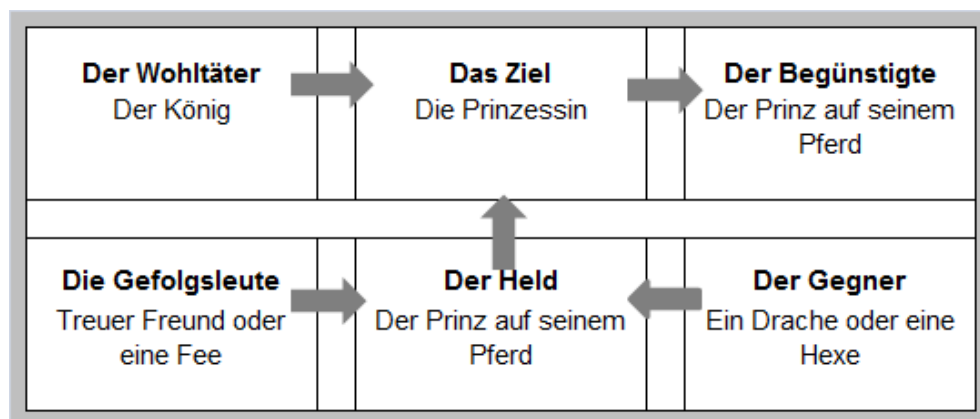 Der Wohltäter
Der König
Das Ziel
Die Prinzessin
Der Begünstigte
Der Prinz auf seinem
Pferd
Die Gefolgsleute
Treuer Freund oder
eine Fee
Der Held
Der Prinz auf seinem
Pferd
Der Gegner
Ein Drache oder eine
Hexe